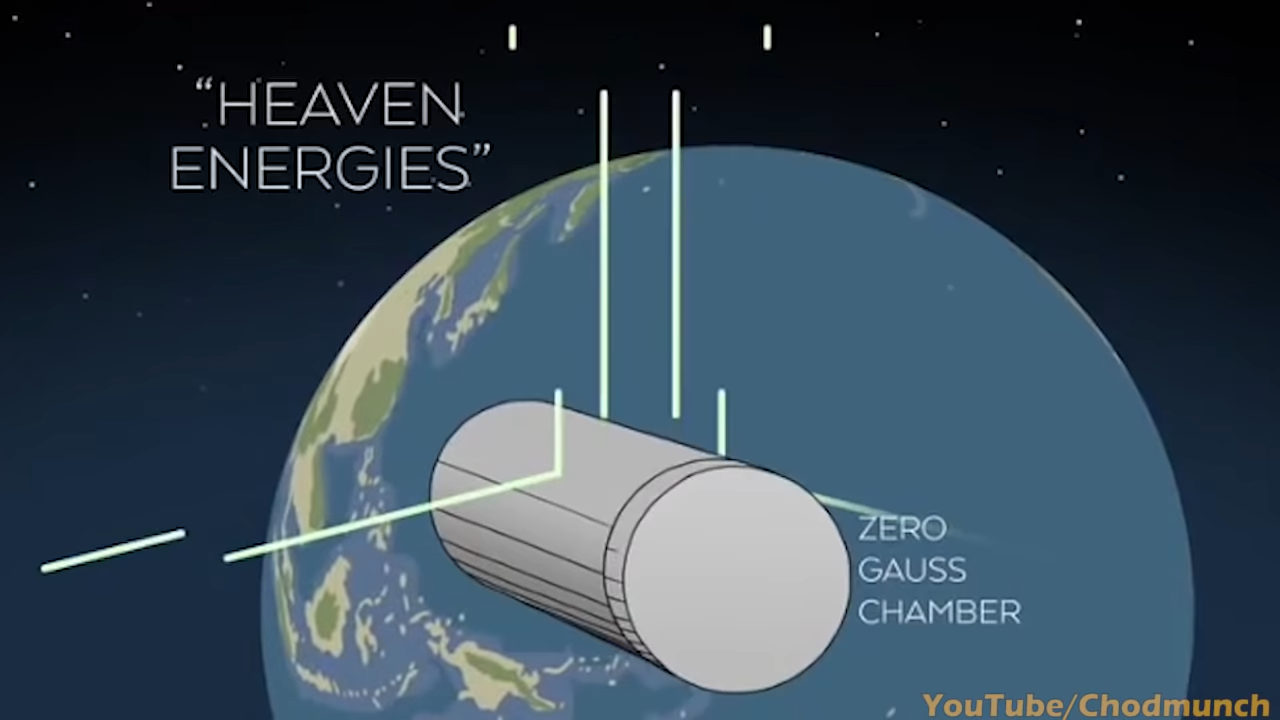 “HEAVEN
ENERGIES”
ZERO
GAUSS
CHAMBER
YouTube/Chodmunch